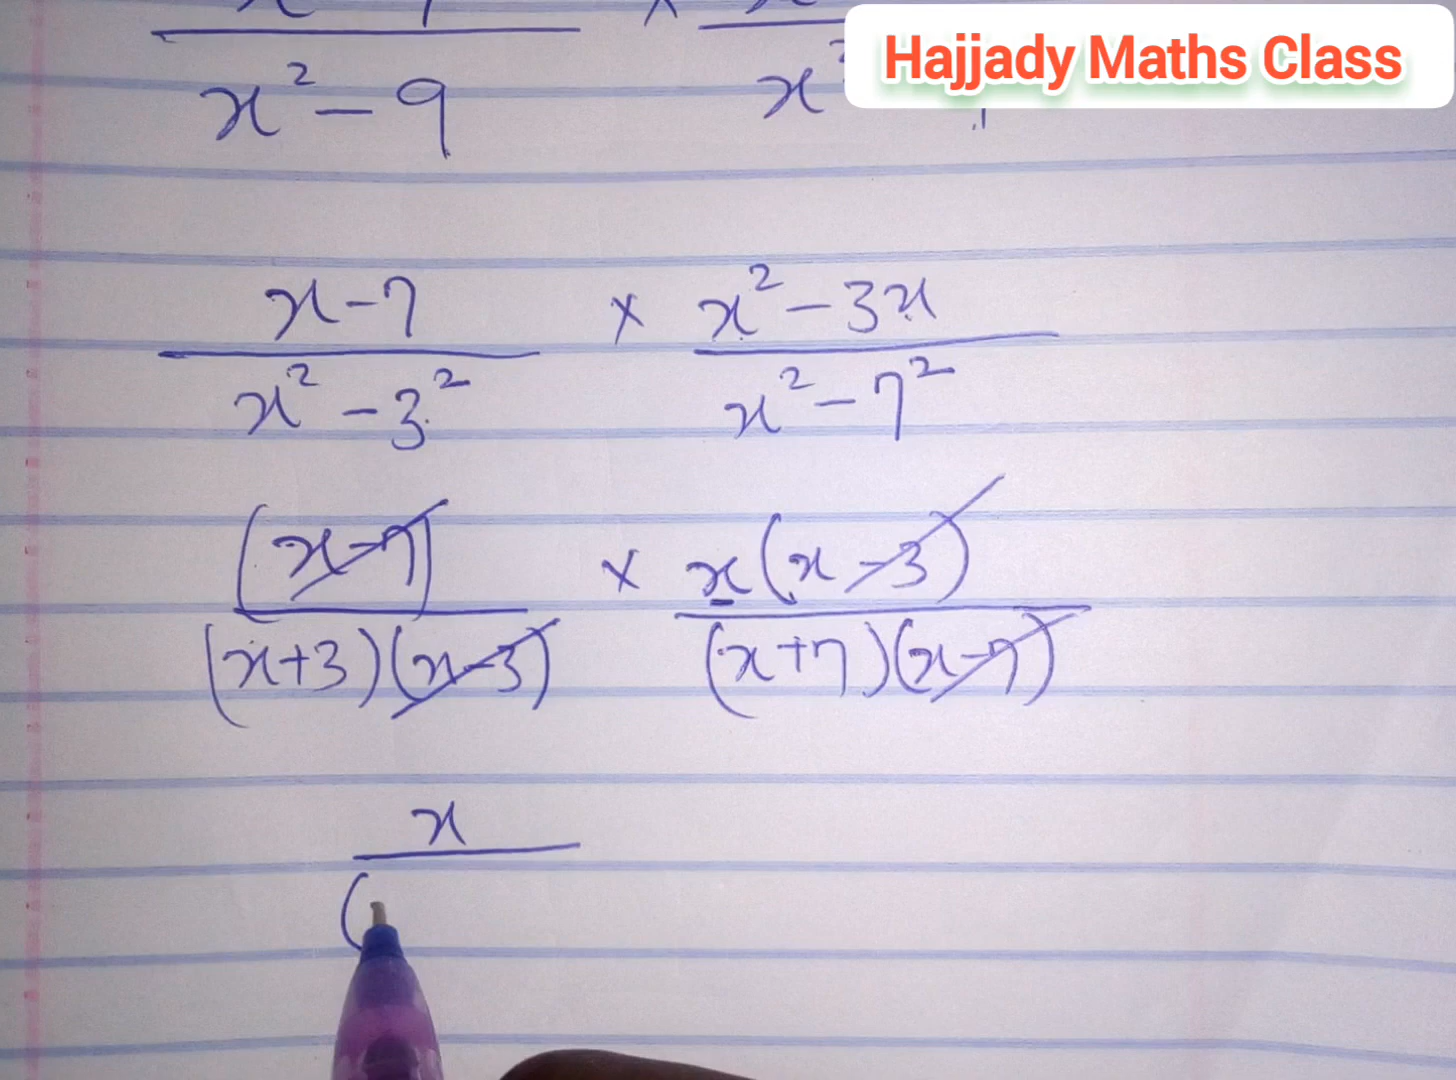 Hajjady Maths Class
x² - 9 x
x - 7 × x² - 3x
x² - 3² x² - 7²
(x - 7) × x(x - 3)
(x+3)(x-3) (x+7)(x-7)
x
(